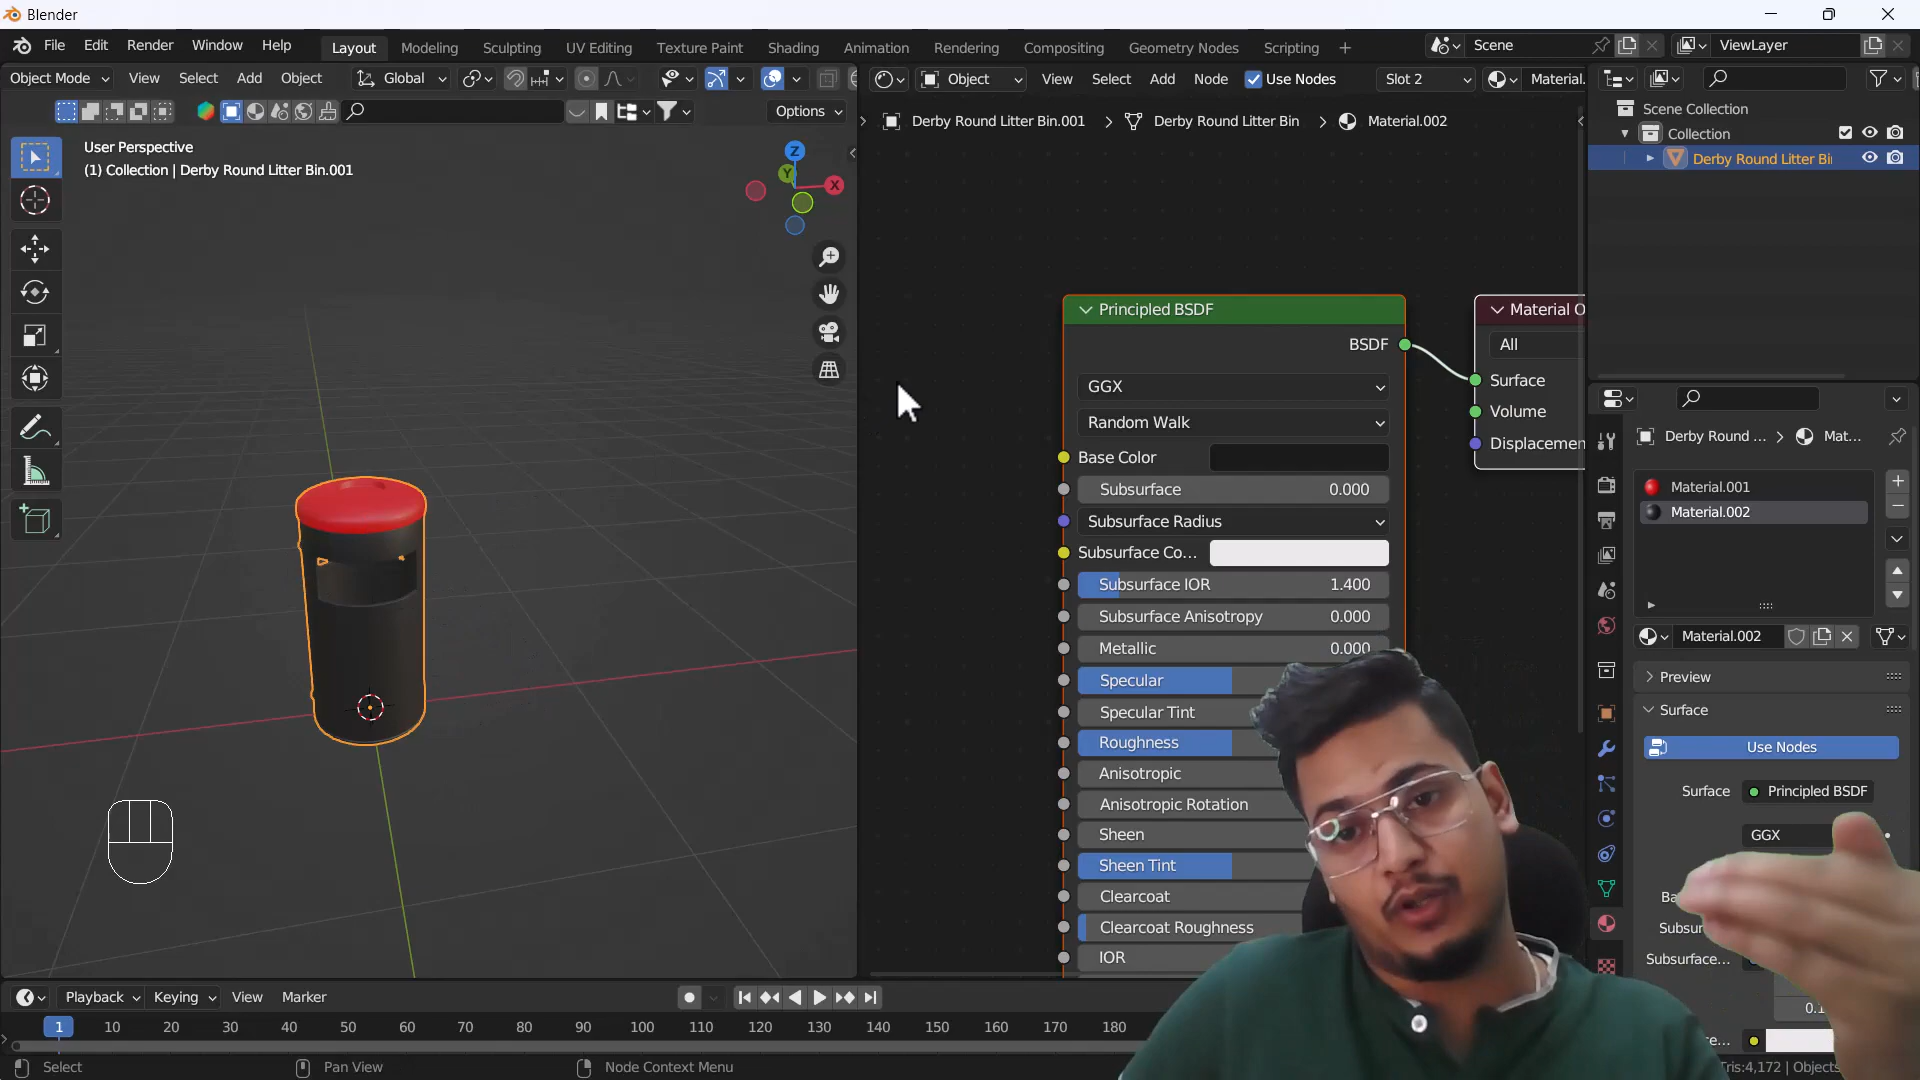 Blender
File Edit Render Window Help
Layout Modeling Sculpting UV Editing Texture Paint Shading Animation Rendering Compositing Geometry Nodes Scripting
Scene
ViewLayer
Object Mode View Select Add Object
Global
Object View Select Add Node Use Nodes
Slot 2
Material.
Options
User Perspective
(1) Collection | Derby Round Litter Bin.001
Z
Y
X
Derby Round Litter Bin.001 > Derby Round Litter Bin > Material.002
Scene Collection
Collection
Derby Round Litter Bi
Principled BSDF
BSDF
GGX
Random Walk
Base Color
Subsurface 0.000
Subsurface Radius
Subsurface Co...
Subsurface IOR 1.400
Subsurface Anisotropy 0.000
Metallic 0.000
Specular
Specular Tint
Roughness
Anisotropic
Anisotropic Rotation
Sheen
Sheen Tint
Clearcoat
Clearcoat Roughness
IOR
Material O
All
Surface
Volume
Displacemen
Derby Round ... > Mat...
Material.001
Material.002
Material.002
Preview
Surface
Use Nodes
Surface Principled BSDF
GGX
Ba
Subsur
Subsurface...
0.1
Playback Keying View Marker
1 10 20 30 40 50 60 70 80 90 100 110 120 130 140 150 160 170 180
Select Pan View Node Context Menu
Tris:4,172 | Objects